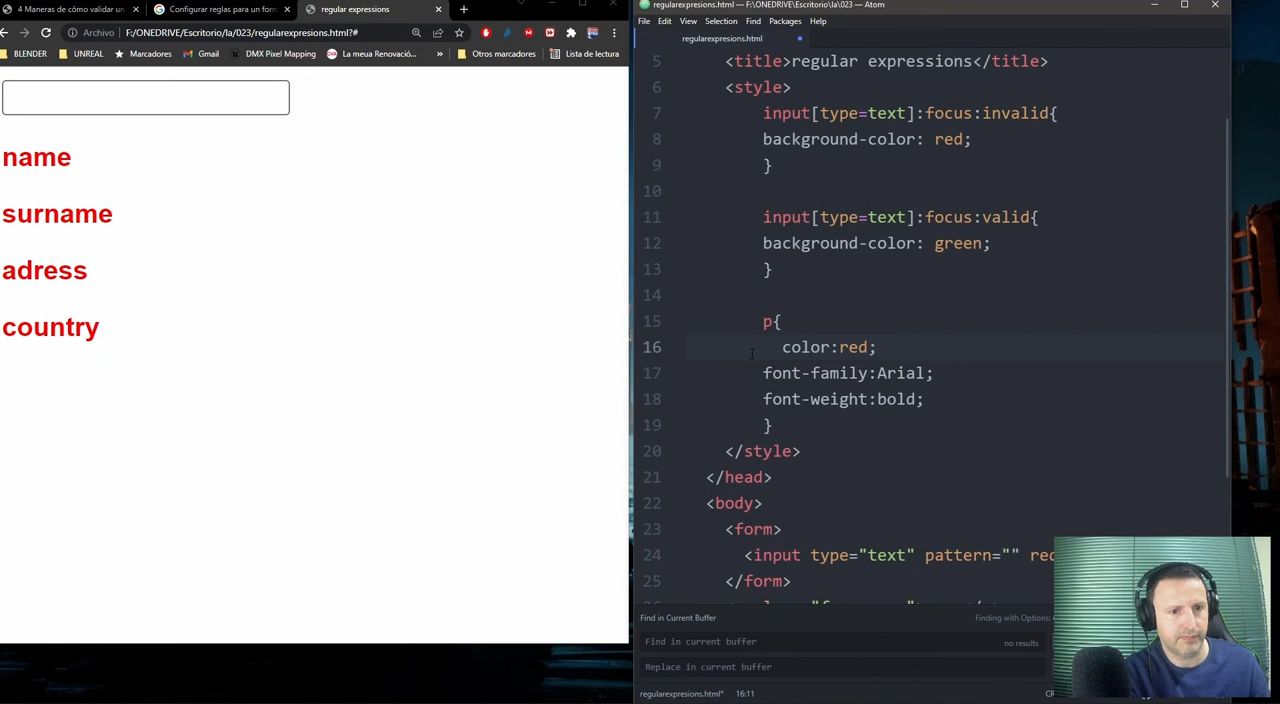 4 Maneras de cómo validar un
Configurar reglas para un form
regular expressions
Archivo
F:/ONEDRIVE/Escritorio/la/023/regularexpresions.html?#
BLENDER
UNREAL
Marcadores
Gmail
DMX Pixel Mapping
La meua Renovació...
»
Otros marcadores
Lista de lectura
name
surname
adress
country
regularexpresions.html — F:\ONEDRIVE\Escritorio\la\023 — Atom
File Edit View Selection Find Packages Help
regularexpresions.html
5 <title>regular expressions</title>
6 <style>
7 input[type=text]:focus:invalid{
8 background-color: red;
9 }
10
11 input[type=text]:focus:valid{
12 background-color: green;
13 }
14
15 p{
16 color:red;
17 font-family:Arial;
18 font-weight:bold;
19 }
20 </style>
21 </head>
22 <body>
23 <form>
24 <input type="text" pattern="" req
25 </form>
Find in Current Buffer
Finding with Options:
Find in current buffer
no results
Replace in current buffer
regularexpresions.html*
16:11
CR